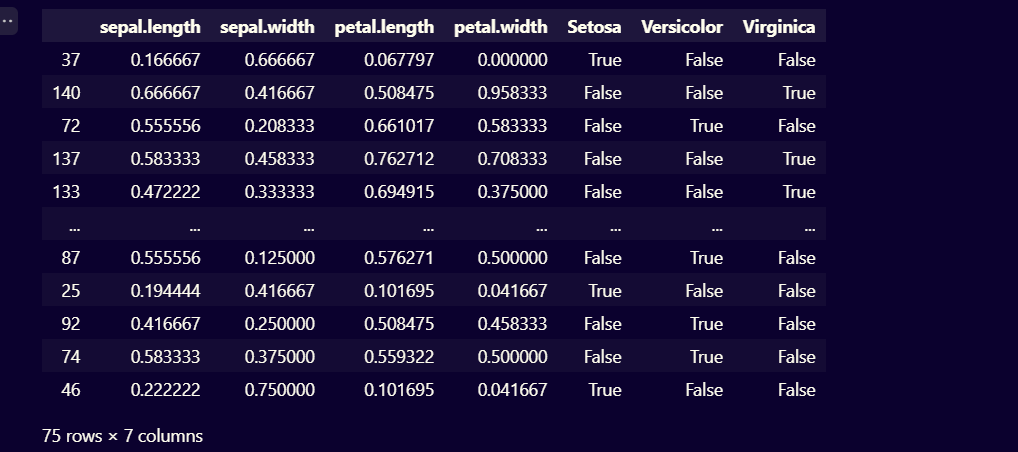 sepal.length sepal.width petal.length petal.width Setosa Versicolor Virginica
37 0.166667 0.666667 0.067797 0.000000 True False False
140 0.666667 0.416667 0.508475 0.958333 False False True
72 0.555556 0.208333 0.661017 0.583333 False True False
137 0.583333 0.458333 0.762712 0.708333 False False True
133 0.472222 0.333333 0.694915 0.375000 False False True
... ... ... ... ... ... ... ...
87 0.555556 0.125000 0.576271 0.500000 False True False
25 0.194444 0.416667 0.101695 0.041667 True False False
92 0.416667 0.250000 0.508475 0.458333 False True False
74 0.583333 0.375000 0.559322 0.500000 False True False
46 0.222222 0.750000 0.101695 0.041667 True False False
75 rows × 7 columns